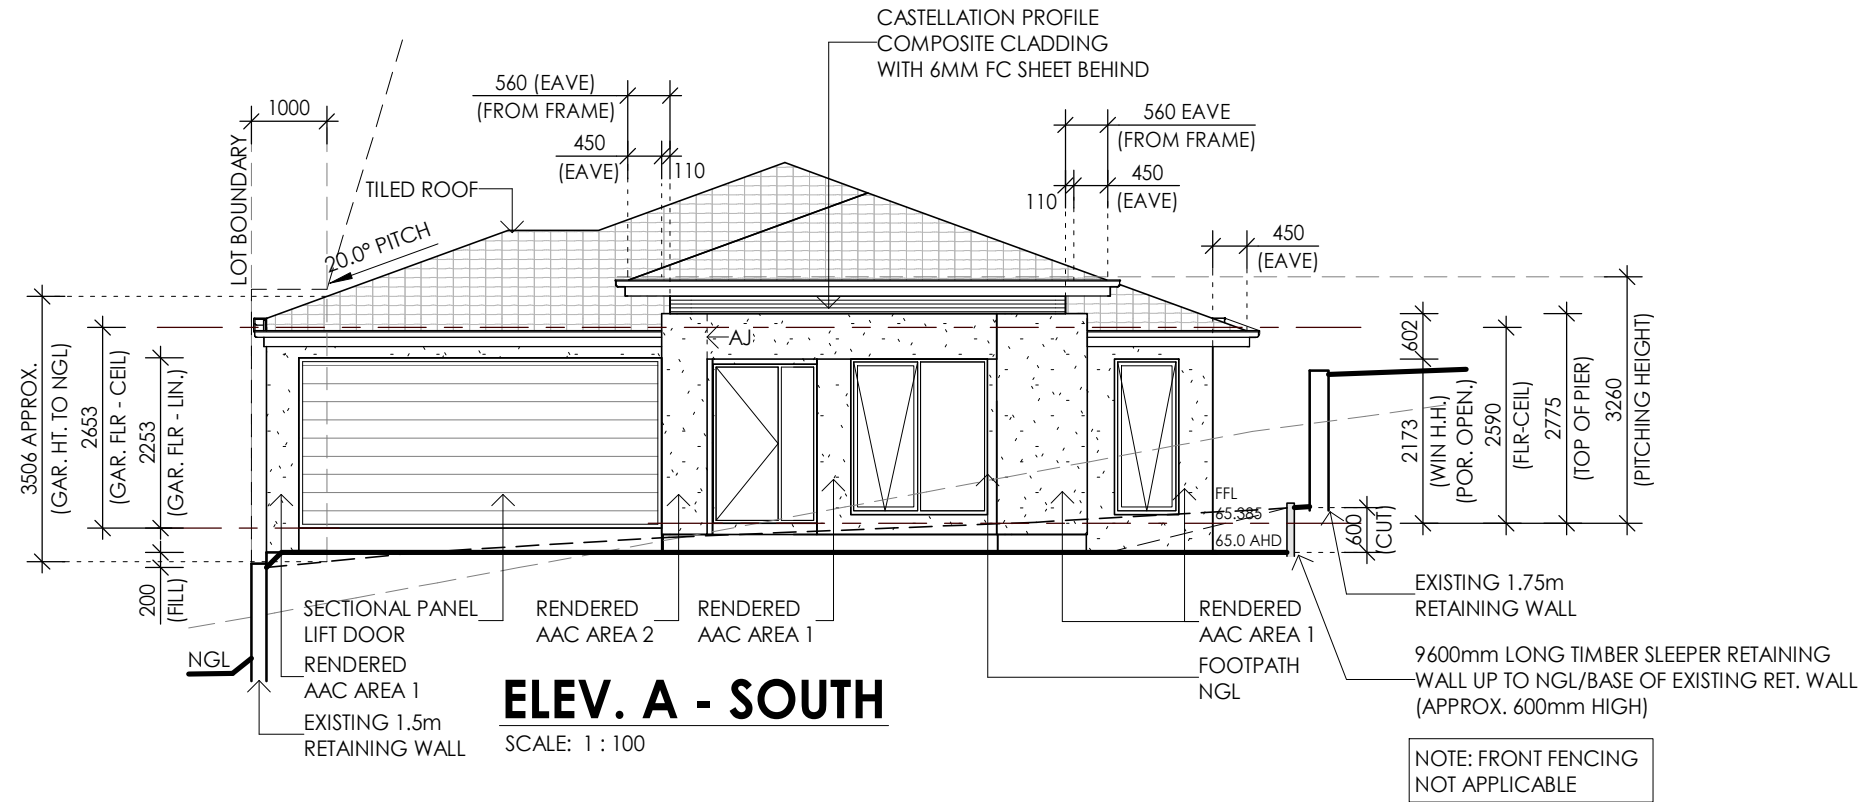 CASTELLATION PROFILE
COMPOSITE CLADDING
WITH 6MM FC SHEET BEHIND
560 (EAVE)
(FROM FRAME)
450
(EAVE)
110
1000
LOT BOUNDARY
TILED ROOF
20.0° PITCH
560 EAVE
(FROM FRAME)
450
(EAVE)
110
450
(EAVE)
3506 APPROX.
(GAR. HT. TO NGL)
2653
(GAR. FLR - CEIL)
2253
(GAR. FLR - LIN.)
200
(FILL)
AJ
FFL
65.385
65.0 AHD
602
2173
(WIN H.H.)
(POR. OPEN.)
2590
(FLR-CEIL)
2775
(TOP OF PIER)
3260
(PITCHING HEIGHT)
600
(CUT)
NGL
SECTIONAL PANEL
LIFT DOOR
RENDERED
AAC AREA 1
EXISTING 1.5m
RETAINING WALL
RENDERED
AAC AREA 2
RENDERED
AAC AREA 1
RENDERED
AAC AREA 1
FOOTPATH
NGL
EXISTING 1.75m
RETAINING WALL
9600mm LONG TIMBER SLEEPER RETAINING
WALL UP TO NGL/BASE OF EXISTING RET. WALL
(APPROX. 600mm HIGH)
ELEV. A - SOUTH
SCALE: 1 : 100
NOTE: FRONT FENCING
NOT APPLICABLE